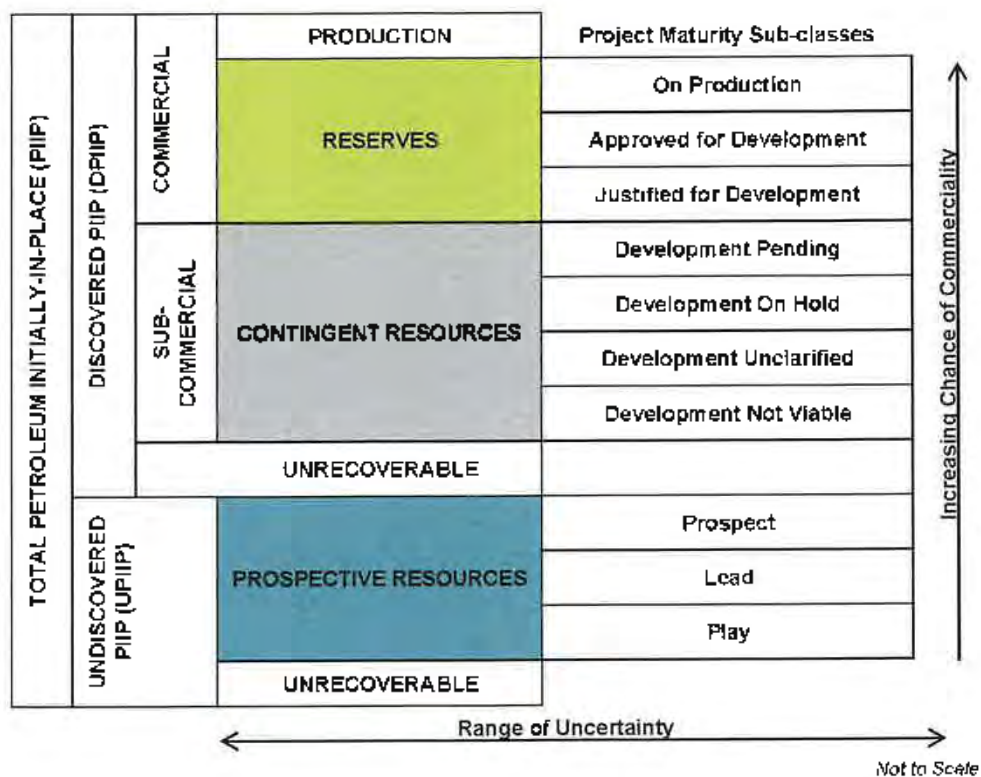 PRODUCTION
Project Maturity Sub-classes
TOTAL PETROLEUM INITIALLY-IN-PLACE (PIIP)
DISCOVERED PIIP (DPIIP)
COMMERCIAL
RESERVES
On Production
Approved for Development
Justified for Development
SUB-
COMMERCIAL
CONTINGENT RESOURCES
Development Pending
Development On Hold
Development Unclarified
Development Not Viable
UNRECOVERABLE
UNDISCOVERED
PIIP (UPIIP)
PROSPECTIVE RESOURCES
Prospect
Lead
Play
UNRECOVERABLE
Increasing Chance of Commerciality
Range of Uncertainty
Not to Scale